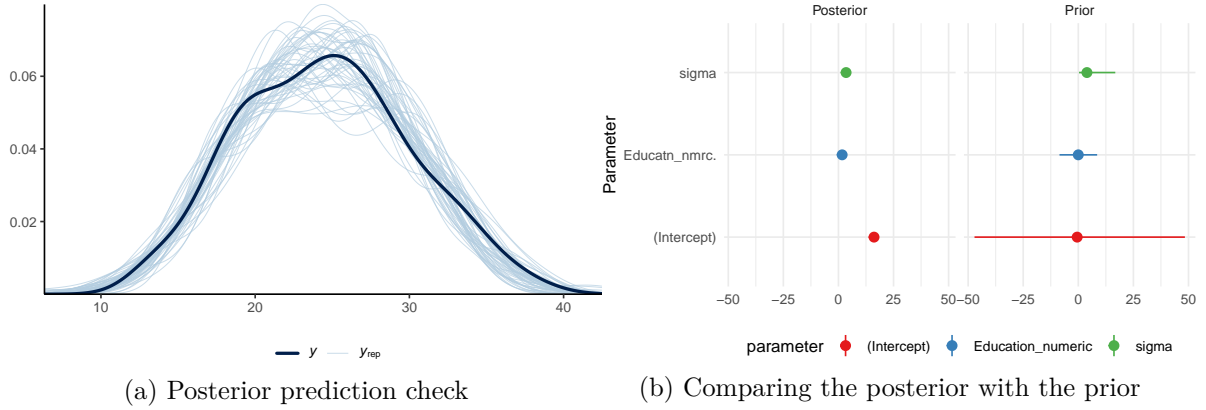 0.06
0.04
0.02
10 20 30 40
y yrep
(a) Posterior prediction check
Posterior Prior
Parameter
sigma
Educatn_nmrc.
(Intercept)
−50 −25 0 25 50 −50 −25 0 25 50
parameter (Intercept) Education_numeric sigma
(b) Comparing the posterior with the prior